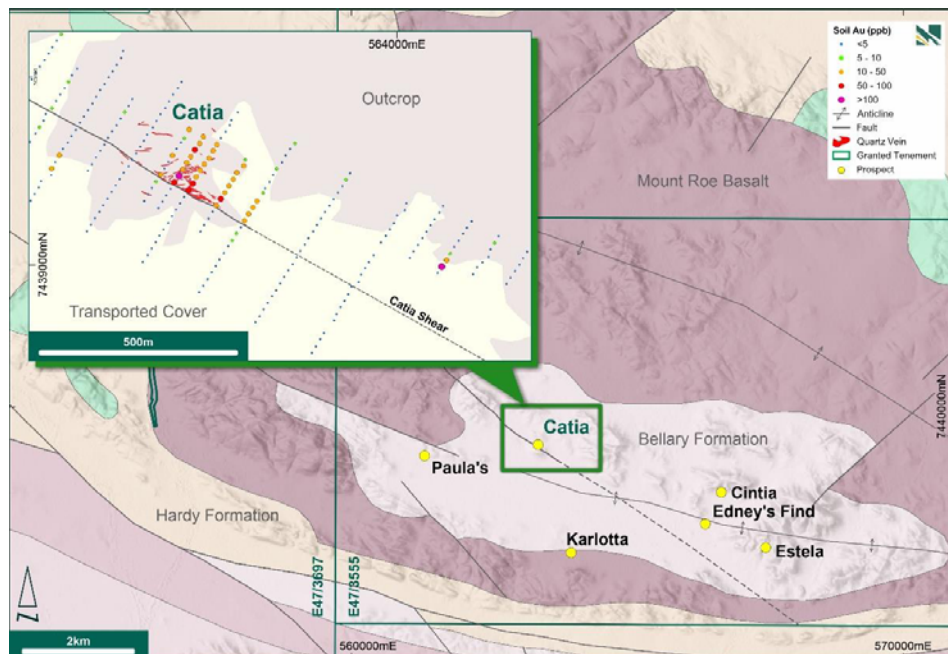 564000mE
Catia
Outcrop
7439000mN
Transported Cover
Catia Shear
500m
Soil Au (ppb)
<5
5 - 10
10 - 50
50 - 100
>100
Anticline
Fault
Quartz Vein
Granted Tenement
Prospect
Mount Roe Basalt
7440000mN
Catia
Bellary Formation
Paula's
Cintia
Edney's Find
Hardy Formation
Karlotta
Estela
E47/3697
E47/3555
N
2km
560000mE
570000mE